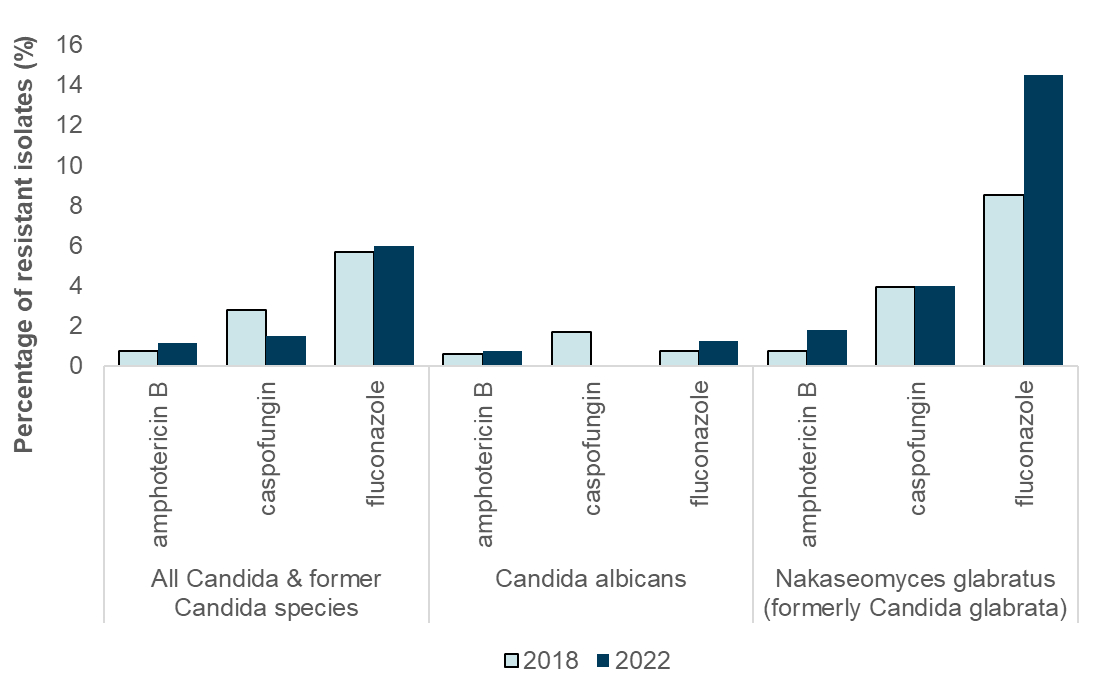 Percentage of resistant isolates (%)
16
14
12
10
8
6
4
2
0
amphotericin B
caspofungin
fluconazole
amphotericin B
caspofungin
fluconazole
amphotericin B
caspofungin
fluconazole
All Candida & former
Candida species
Candida albicans
Nakaseomyces glabratus
(formerly Candida glabrata)
2018
2022